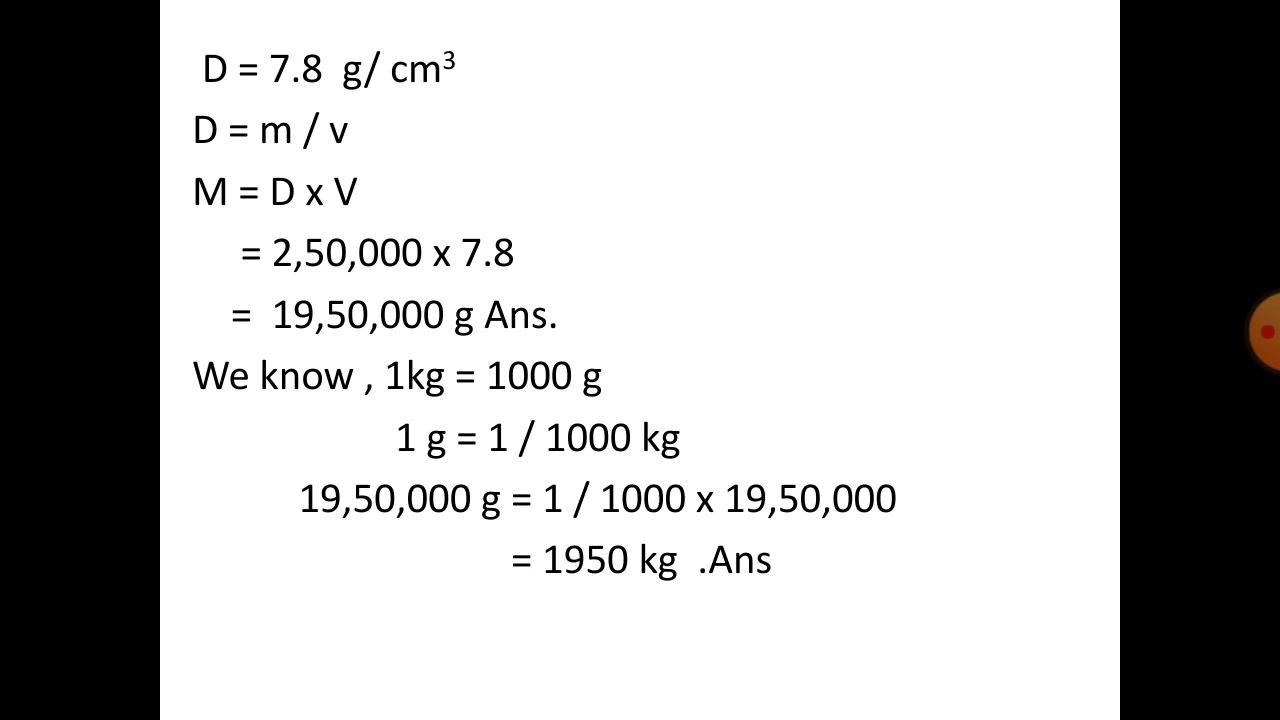 D = 7.8 g/ cm³
D = m / v
M = D x V
= 2,50,000 x 7.8
= 19,50,000 g Ans.
We know , 1kg = 1000 g
1 g = 1 / 1000 kg
19,50,000 g = 1 / 1000 x 19,50,000
= 1950 kg .Ans